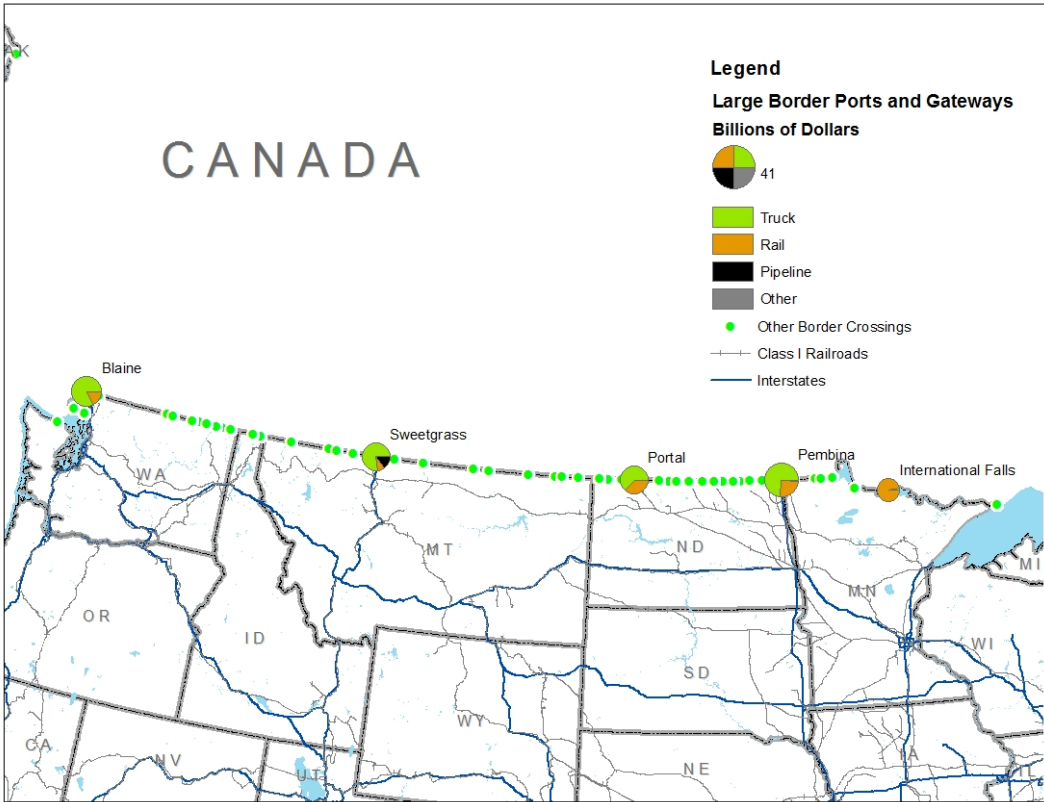 AK
CANADA
Legend
Large Border Ports and Gateways
Billions of Dollars
41
Truck
Rail
Pipeline
Other
Other Border Crossings
Class I Railroads
Interstates
Blaine
Sweetgrass
Portal
Pembina
International Falls
WA
MT
ND
MN
MI
OR
ID
SD
WI
WY
CA
NV
UT
NE
IA
IL